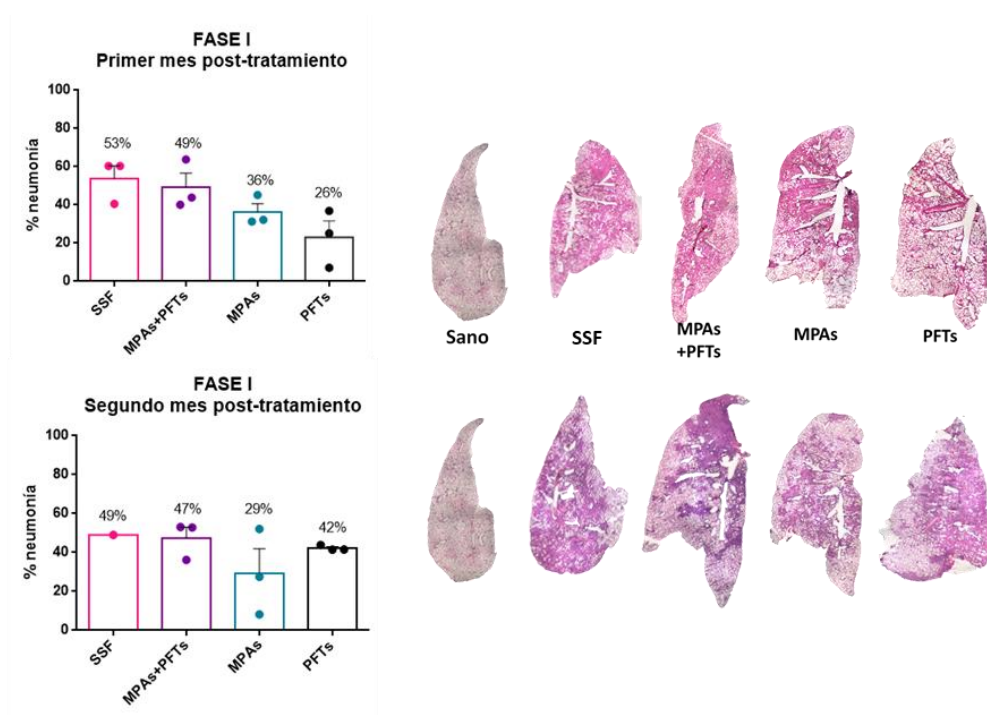 FASE I
Primer mes post-tratamiento
% neumonía
100
80
60
40
20
0
53%
49%
36%
26%
SSF
MPAs+PFTs
MPAs
PFTs
Sano
SSF
MPAs
+PFTs
MPAs
PFTs
FASE I
Segundo mes post-tratamiento
% neumonía
100
80
60
40
20
0
49%
47%
29%
42%
SSF
MPAs+PFTs
MPAs
PFTs